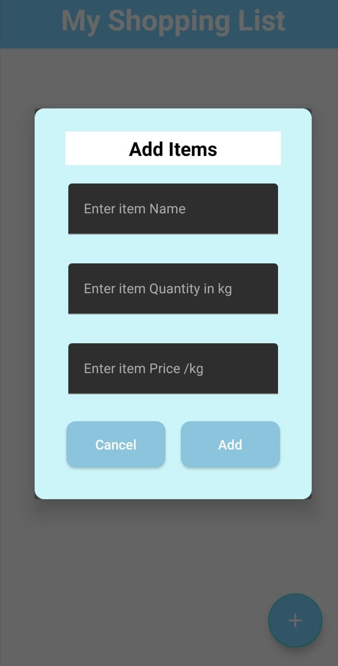 My Shopping List
Add Items
Enter item Name
Enter item Quantity in kg
Enter item Price /kg
Cancel
Add
+